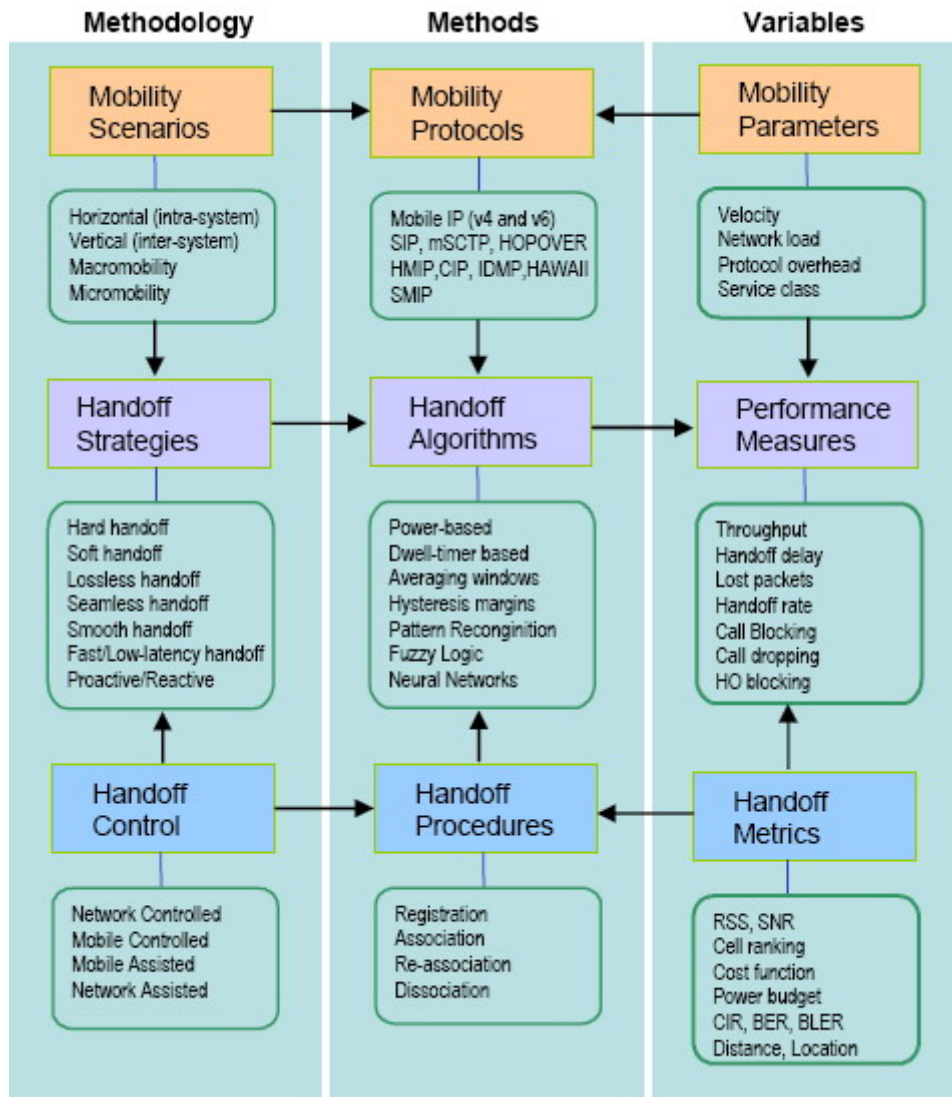 Methodology
Methods
Variables
Mobility
Scenarios
Mobility
Protocols
Mobility
Parameters
Horizontal (intra-system)
Vertical (inter-system)
Macromobility
Micromobility
Mobile IP (v4 and v6)
SIP, mSCTP, HOPOVER
HMIP,CIP, IDMP,HAWAII
SMIP
Velocity
Network load
Protocol overhead
Service class
Handoff
Strategies
Handoff
Algorithms
Performance
Measures
Hard handoff
Soft handoff
Lossless handoff
Seamless handoff
Smooth handoff
Fast/Low-latency handoff
Proactive/Reactive
Power-based
Dwell-timer based
Averaging windows
Hysteresis margins
Pattern Reconginition
Fuzzy Logic
Neural Networks
Throughput
Handoff delay
Lost packets
Handoff rate
Call Blocking
Call dropping
HO blocking
Handoff
Control
Handoff
Procedures
Handoff
Metrics
Network Controlled
Mobile Controlled
Mobile Assisted
Network Assisted
Registration
Association
Re-association
Dissociation
RSS, SNR
Cell ranking
Cost function
Power budget
CIR, BER, BLER
Distance, Location